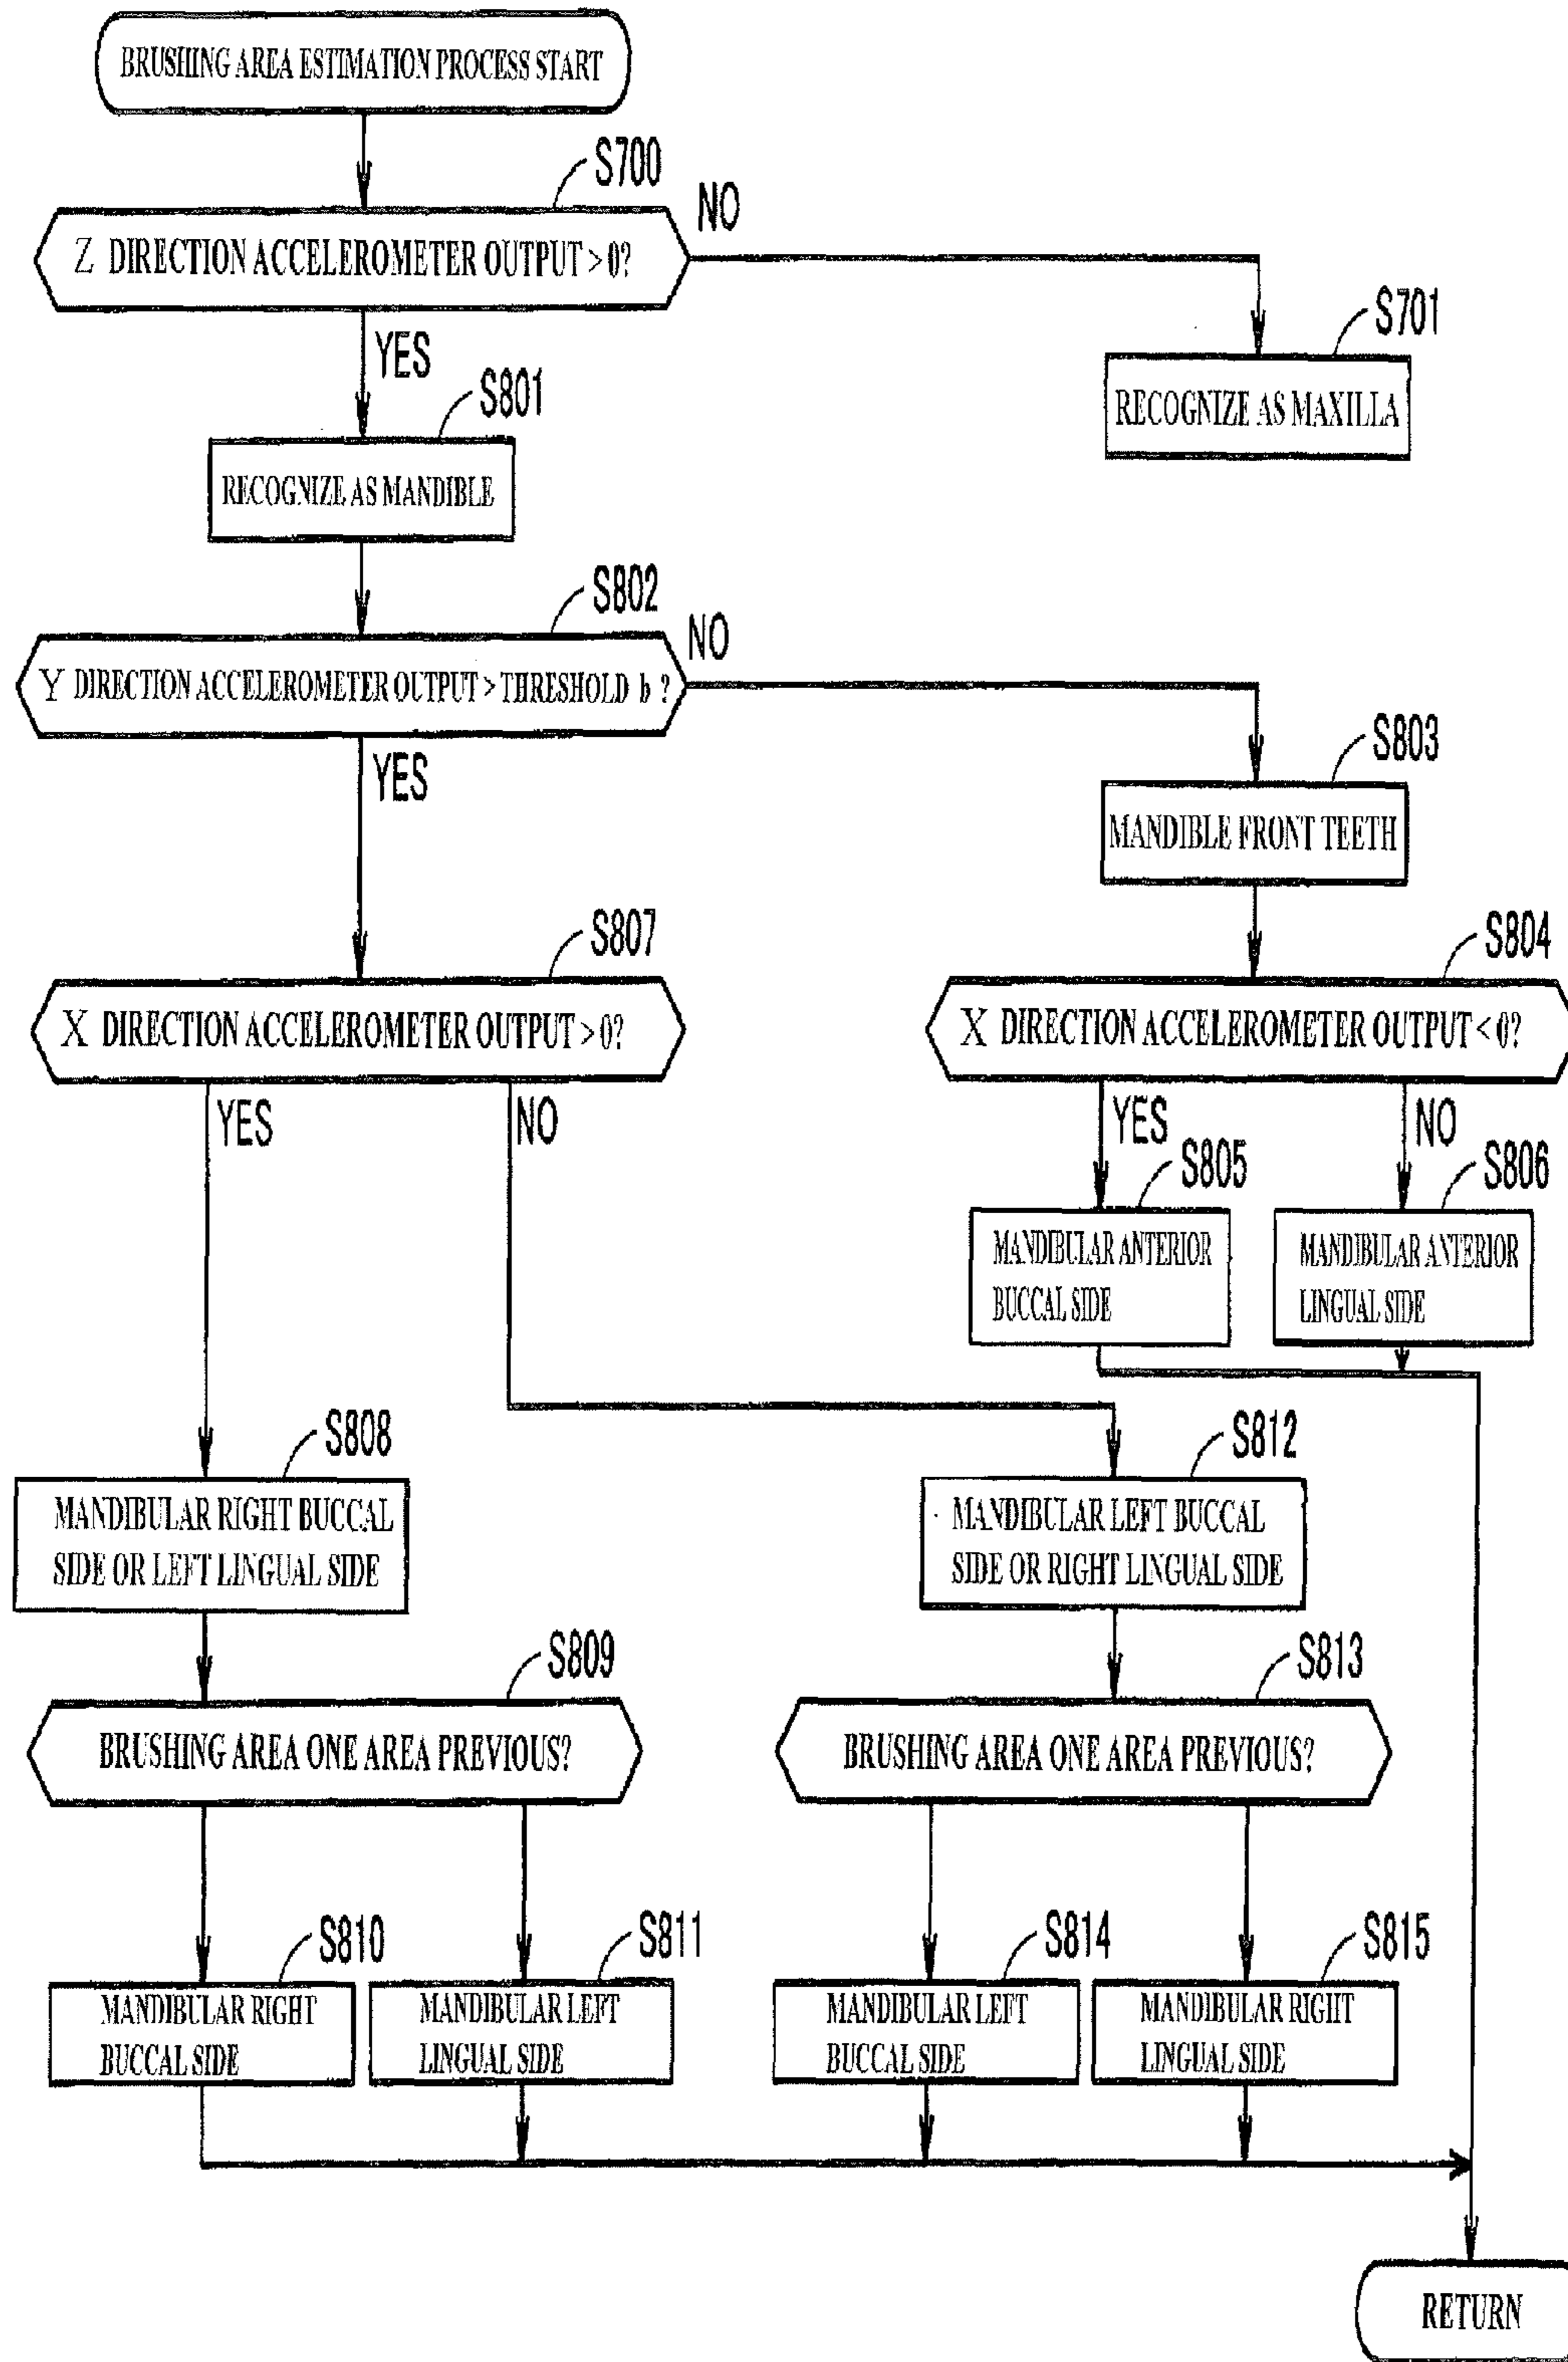 BRUSHING AREA ESTIMATION PROCESS START
S700
Z DIRECTION ACCELEROMETER OUTPUT > 0?
NO
YES
S701
RECOGNIZE AS MAXILLA
S801
RECOGNIZE AS MANDIBLE
S802
Y DIRECTION ACCELEROMETER OUTPUT > THRESHOLD b ?
NO
YES
S803
MANDIBLE FRONT TEETH
S807
X DIRECTION ACCELEROMETER OUTPUT > 0?
YES
NO
S804
X DIRECTION ACCELEROMETER OUTPUT < 0?
YES
NO
S805
MANDIBULAR ANTERIOR
BUCCAL SIDE
S806
MANDIBULAR ANTERIOR
LINGUAL SIDE
S808
MANDIBULAR RIGHT BUCCAL
SIDE OR LEFT LINGUAL SIDE
S812
MANDIBULAR LEFT BUCCAL
SIDE OR RIGHT LINGUAL SIDE
S809
BRUSHING AREA ONE AREA PREVIOUS?
S813
BRUSHING AREA ONE AREA PREVIOUS?
S810
MANDIBULAR RIGHT
BUCCAL SIDE
S811
MANDIBULAR LEFT
LINGUAL SIDE
S814
MANDIBULAR LEFT
BUCCAL SIDE
S815
MANDIBULAR RIGHT
LINGUAL SIDE
RETURN